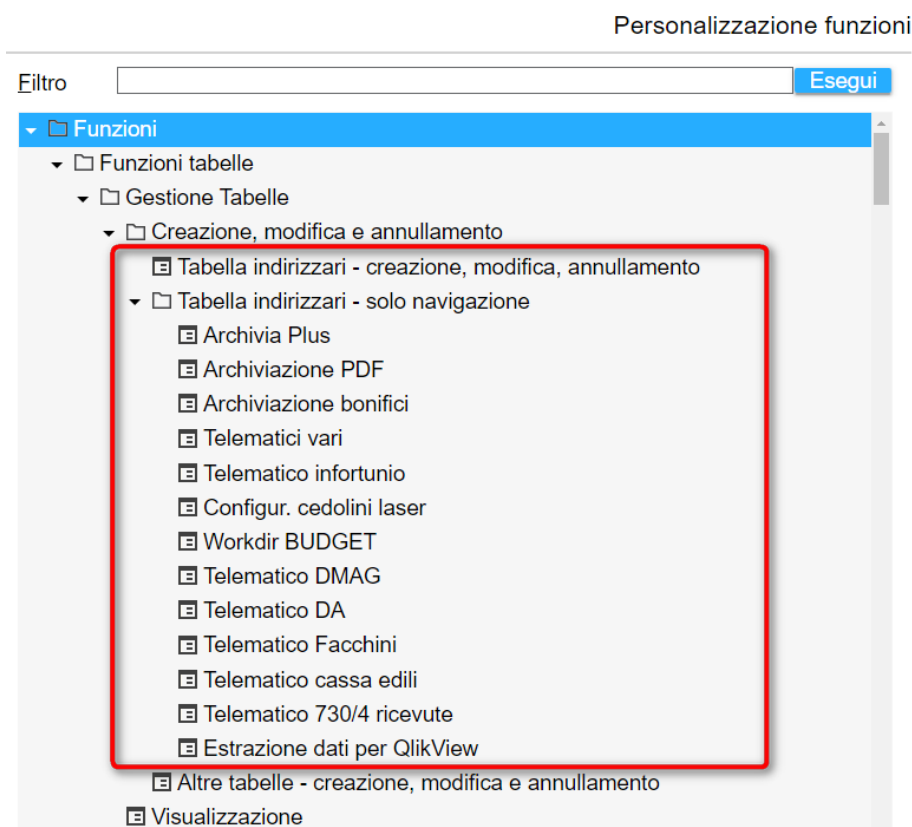 Personalizzazione funzioni
Filtro Esegui
Funzioni
Funzioni tabelle
Gestione Tabelle
Creazione, modifica e annullamento
Tabella indirizzari - creazione, modifica, annullamento
Tabella indirizzari - solo navigazione
Archivia Plus
Archiviazione PDF
Archiviazione bonifici
Telematici vari
Telematico infortunio
Configur. cedolini laser
Workdir BUDGET
Telematico DMAG
Telematico DA
Telematico Facchini
Telematico cassa edili
Telematico 730/4 ricevute
Estrazione dati per QlikView
Altre tabelle - creazione, modifica e annullamento
Visualizzazione